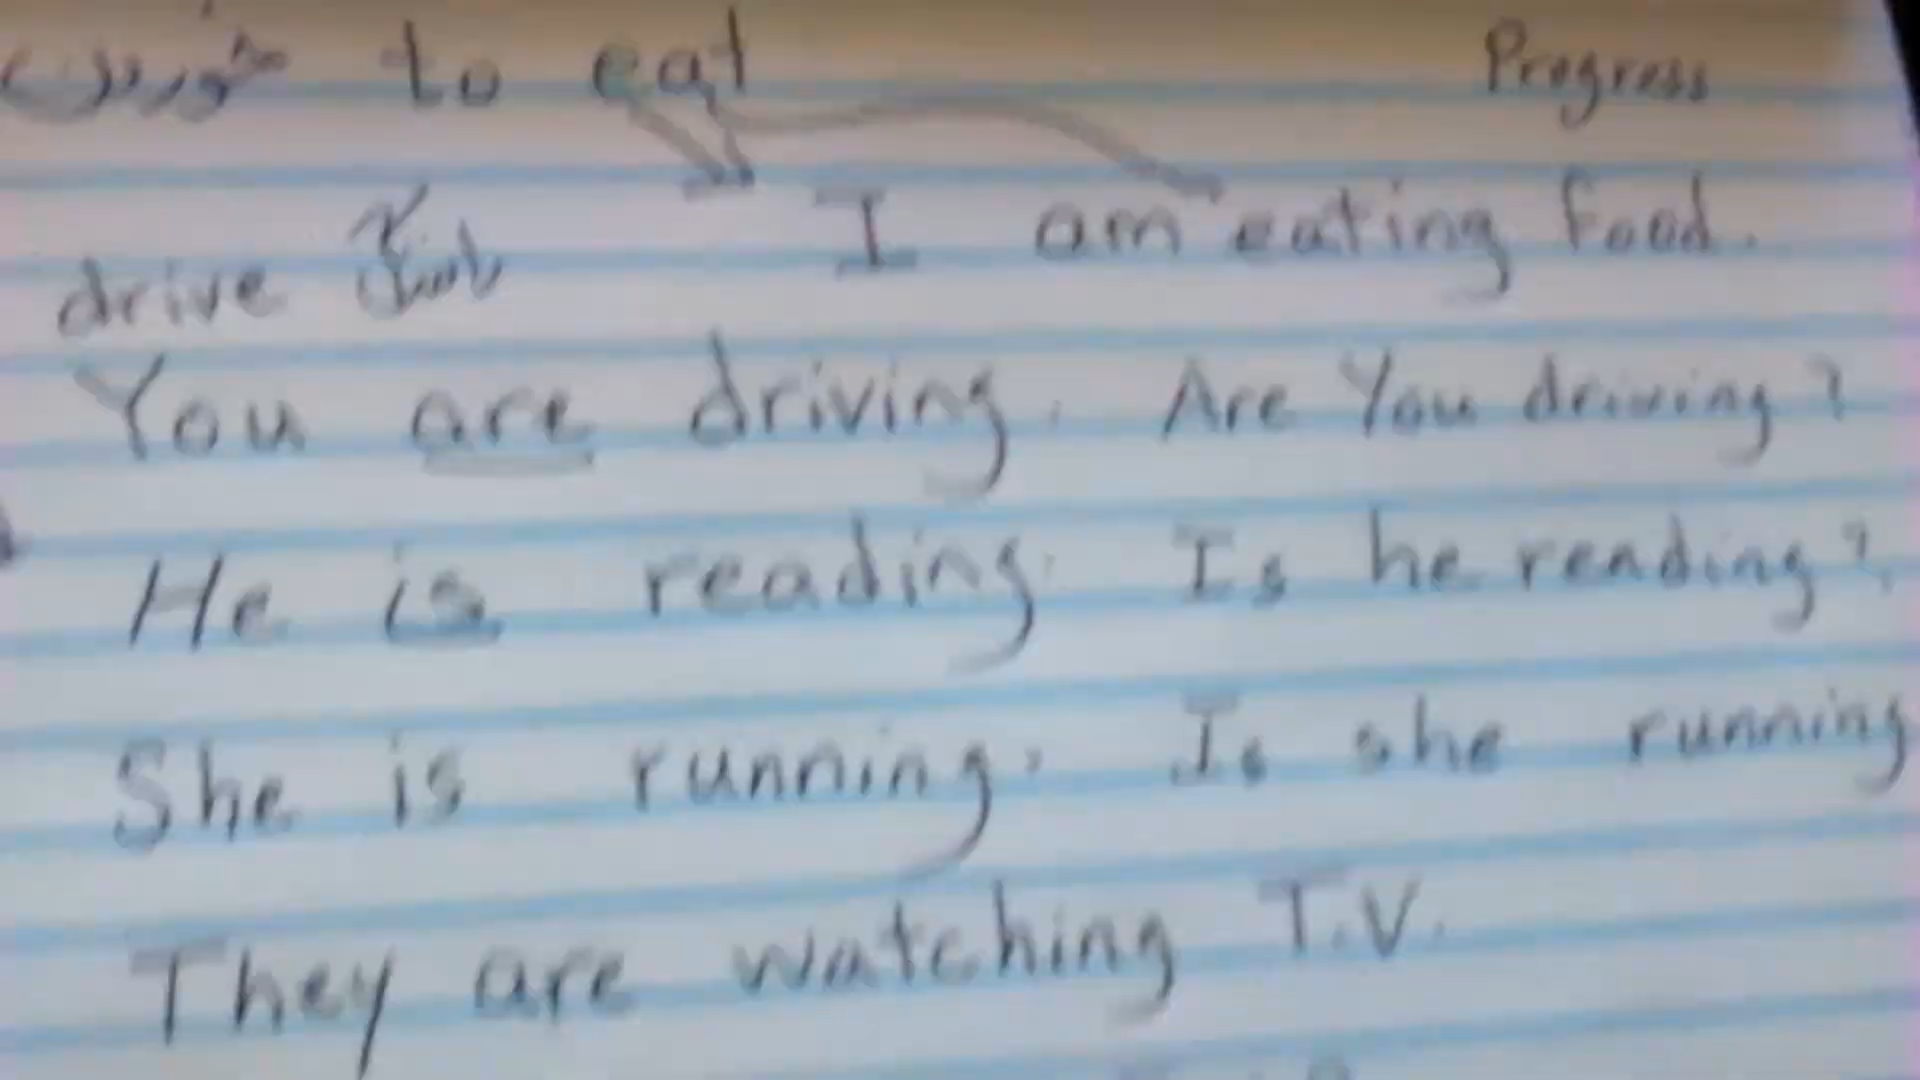 خوردن to eat Progress
I am eating food.
drive
You are driving. Are You driving?
He is reading. Is he reading?
She is running. Is she running
They are watching T.V.